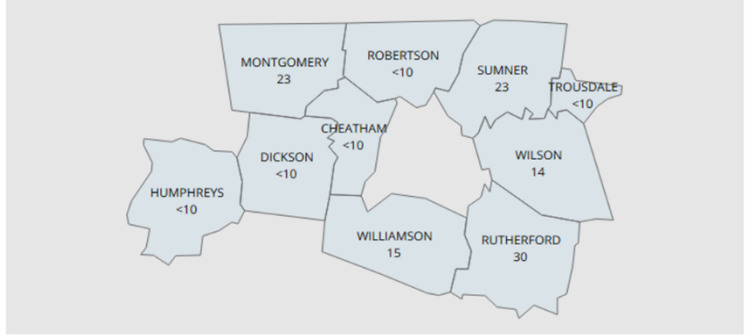 MONTGOMERY
23
ROBERTSON
<10
SUMNER
23
TROUSDALE
<10
CHEATHAM
<10
DICKSON
<10
WILSON
14
HUMPHREYS
<10
WILLIAMSON
15
RUTHERFORD
30